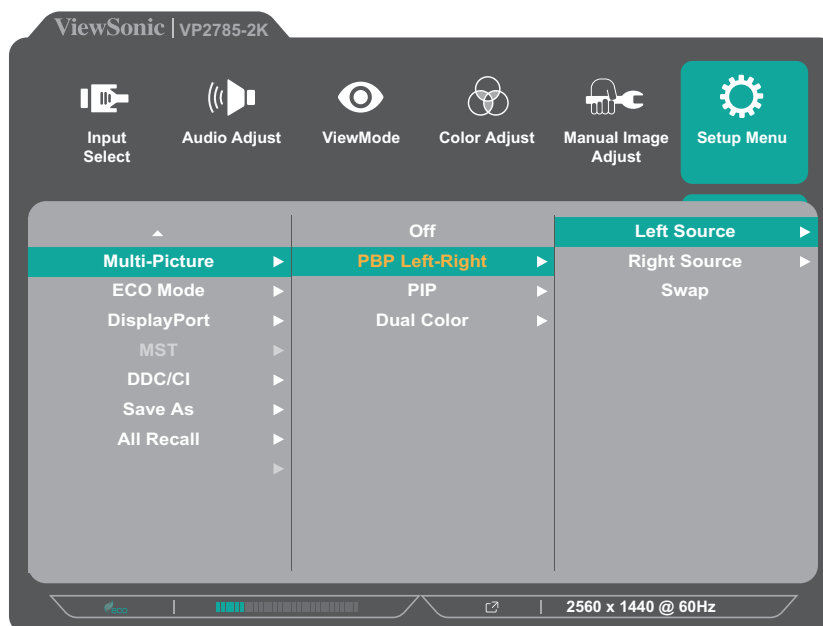 ViewSonic | VP2785-2K
Input Select
Audio Adjust
ViewMode
Color Adjust
Manual Image Adjust
Setup Menu
Multi-Picture
ECO Mode
DisplayPort
MST
DDC/CI
Save As
All Recall
Off
PBP Left-Right
PIP
Dual Color
Left Source
Right Source
Swap
ECO
2560 x 1440 @ 60Hz